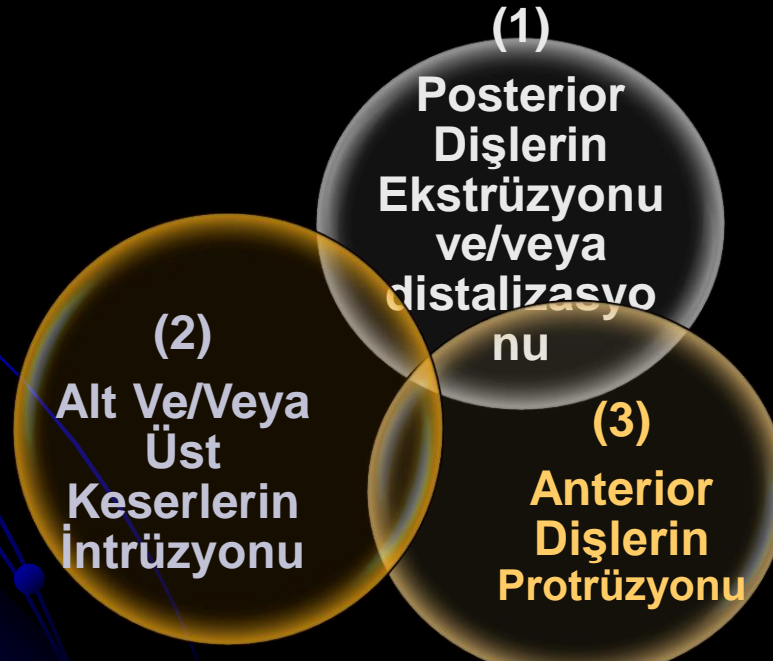 (1)
Posterior
Dişlerin
Ekstrüzyonu
ve/veya
distalizasyo
nu
(2)
Alt Ve/Veya
Üst
Keserlerin
İntrüzyonu
(3)
Anterior
Dişlerin
Protrüzyonu